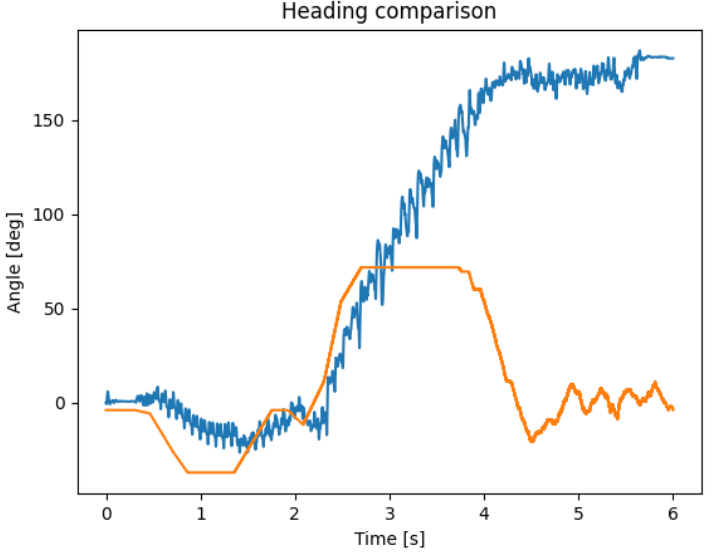 Heading comparison
Angle [deg]
150
100
50
0
0 1 2 3 4 5 6
Time [s]